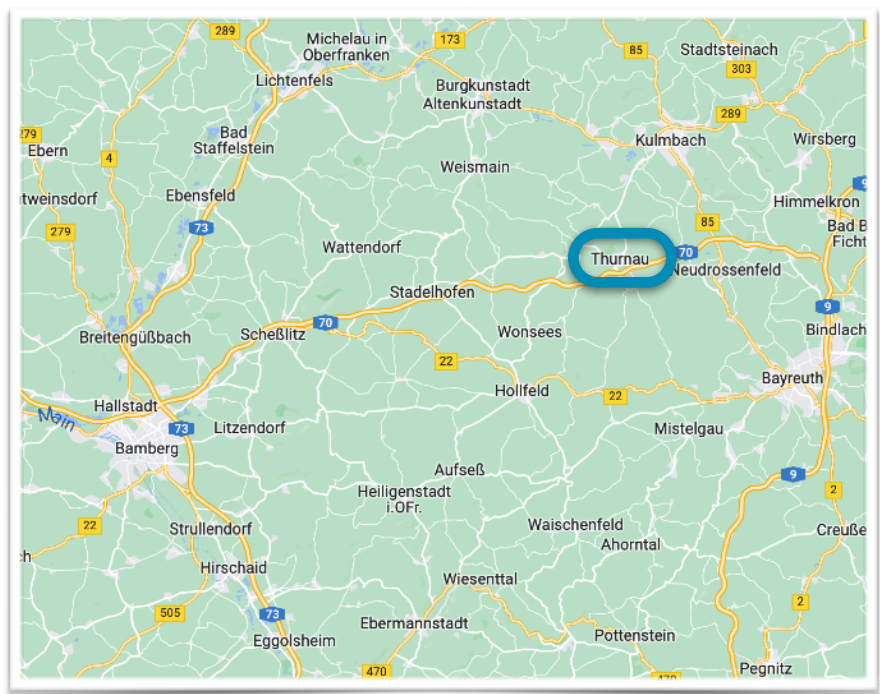 289
Michelau in
Oberfranken
173
85
Stadtsteinach
303
Lichtenfels
Burgkunstadt
Altenkunstadt
289
279
Ebern
4
Bad
Staffelstein
Kulmbach
Wirsberg
Weismain
9
tweinsdorf
Ebensfeld
Himmelkron
279
73
85
Bad B
Ficht
Wattendorf
Thurnau
70
Neudrossenfeld
Stadelhofen
9
Breitengüßbach
Scheßlitz
70
Wonsees
Bindlach
22
Hollfeld
22
Bayreuth
Hallstadt
Main
73
Litzendorf
Mistelgau
Bamberg
Aufseß
9
Heiligenstadt
i.OFr.
2
22
Strullendorf
Waischenfeld
Creuße
Ahorntal
h
Hirschaid
Wiesenttal
505
73
2
Ebermannstadt
Eggolsheim
Pottenstein
470
470
Pegnitz